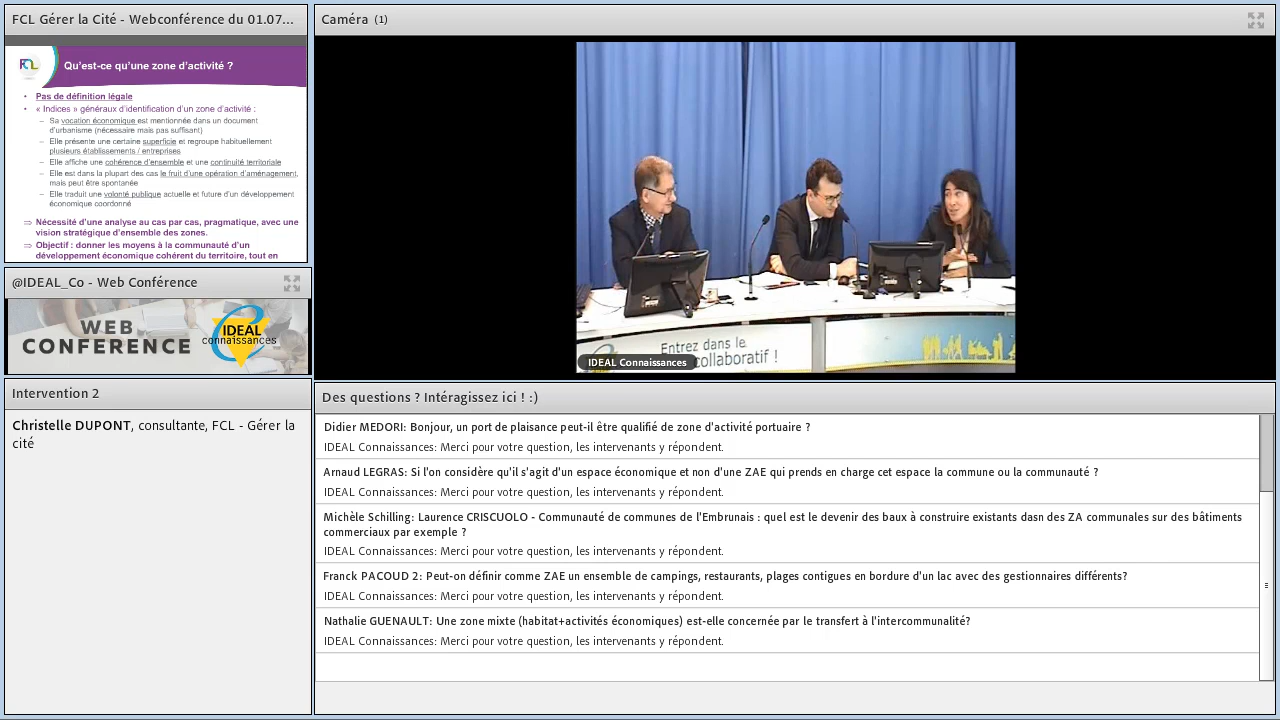 FCL Gérer la Cité - Webconférence du 01.07...
FCL
Qu'est-ce qu'une zone d'activité ?
• Pas de définition légale
• « Indices » généraux d'identification d'un zone d'activité :
– Sa vocation économique est mentionnée dans un document
d'urbanisme (nécessaire mais pas suffisant)
– Elle présente une certaine superficie et regroupe habituellement
plusieurs établissements / entreprises
– Elle affiche une cohérence d'ensemble et une continuité territoriale
– Elle est dans la plupart des cas le fruit d'une opération d'aménagement,
mais peut être spontanée
– Elle traduit une volonté publique actuelle et future d'un développement
économique coordonné
⇒ Nécessité d'une analyse au cas par cas, pragmatique, avec une
vision stratégique d'ensemble des zones.
⇒ Objectif : donner les moyens à la communauté d'un
développement économique cohérent du territoire, tout en
@IDEAL_Co - Web Conférence
WEB
CONFERENCE
IDEAL
connaissances
Intervention 2
Christelle DUPONT, consultante, FCL - Gérer la
cité
Caméra (1)
Entrez dans le
collaboratif !
IDEAL Connaissances
Des questions ? Intéragissez ici ! :)
Didier MEDORI: Bonjour, un port de plaisance peut-il être qualifié de zone d'activité portuaire ?
IDEAL Connaissances: Merci pour votre question, les intervenants y répondent.
Arnaud LEGRAS: Si l'on considère qu'il s'agit d'un espace économique et non d'une ZAE qui prends en charge cet espace la commune ou la communauté ?
IDEAL Connaissances: Merci pour votre question, les intervenants y répondent.
Michèle Schilling: Laurence CRISCUOLO - Communauté de communes de l'Embrunais : quel est le devenir des baux à construire existants dasn des ZA communales sur des bâtiments
commerciaux par exemple ?
IDEAL Connaissances: Merci pour votre question, les intervenants y répondent.
Franck PACOUD 2: Peut-on définir comme ZAE un ensemble de campings, restaurants, plages contigues en bordure d'un lac avec des gestionnaires différents?
IDEAL Connaissances: Merci pour votre question, les intervenants y répondent.
Nathalie GUENAULT: Une zone mixte (habitat+activités économiques) est-elle concernée par le transfert à l'intercommunalité?
IDEAL Connaissances: Merci pour votre question, les intervenants y répondent.